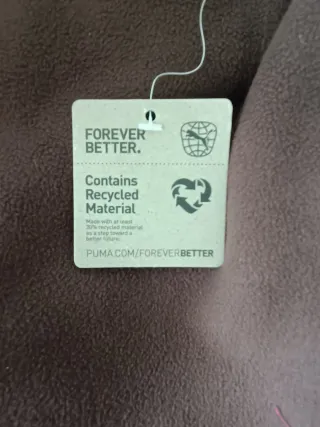 FOREVER
BETTER.
Contains
Recycled
Material
Made with at least
30% recycled material
as a step toward a
better future.
PUMA.COM/FOREVERBETTER